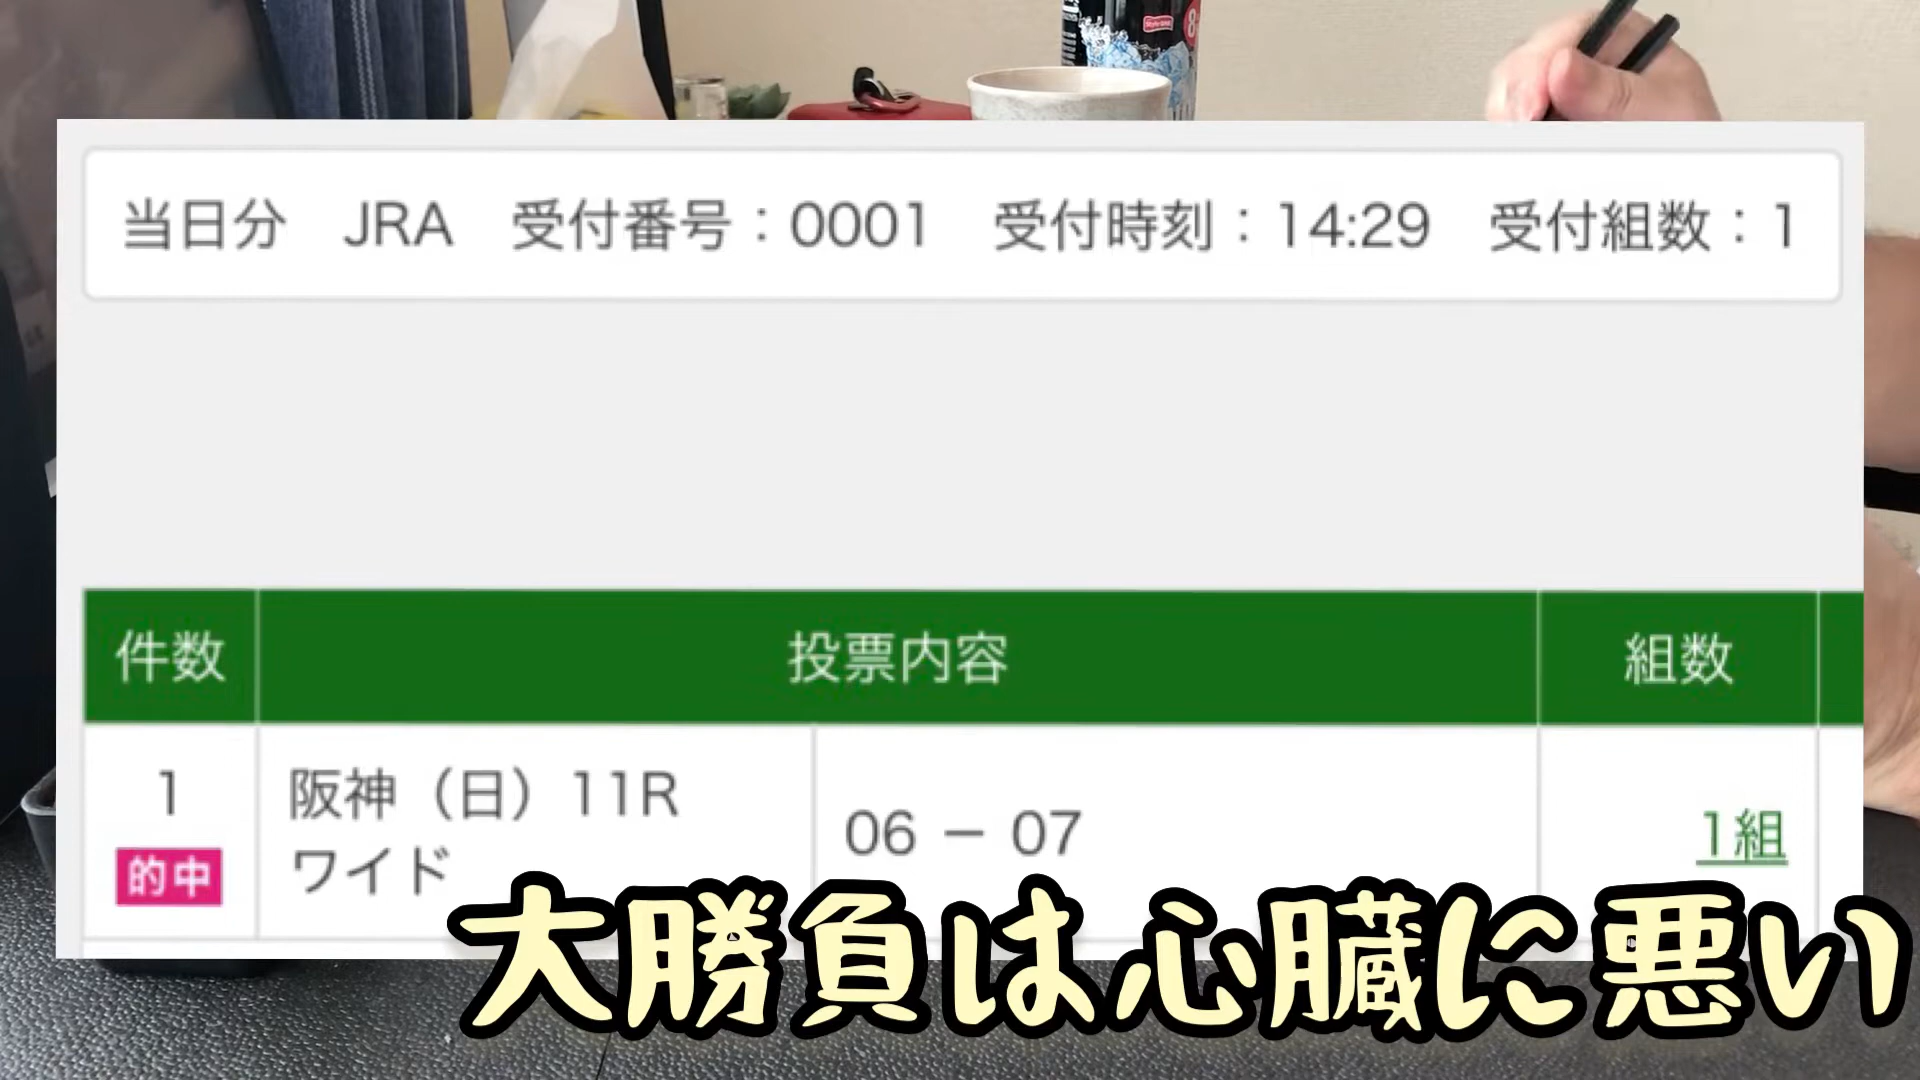 当日分　JRA　受付番号：0001　受付時刻：14:29　受付組数：1
件数　投票内容　組数
1　阪神（日）11R
ワイド　06 － 07　1組
的中
大勝負は心臓に悪い